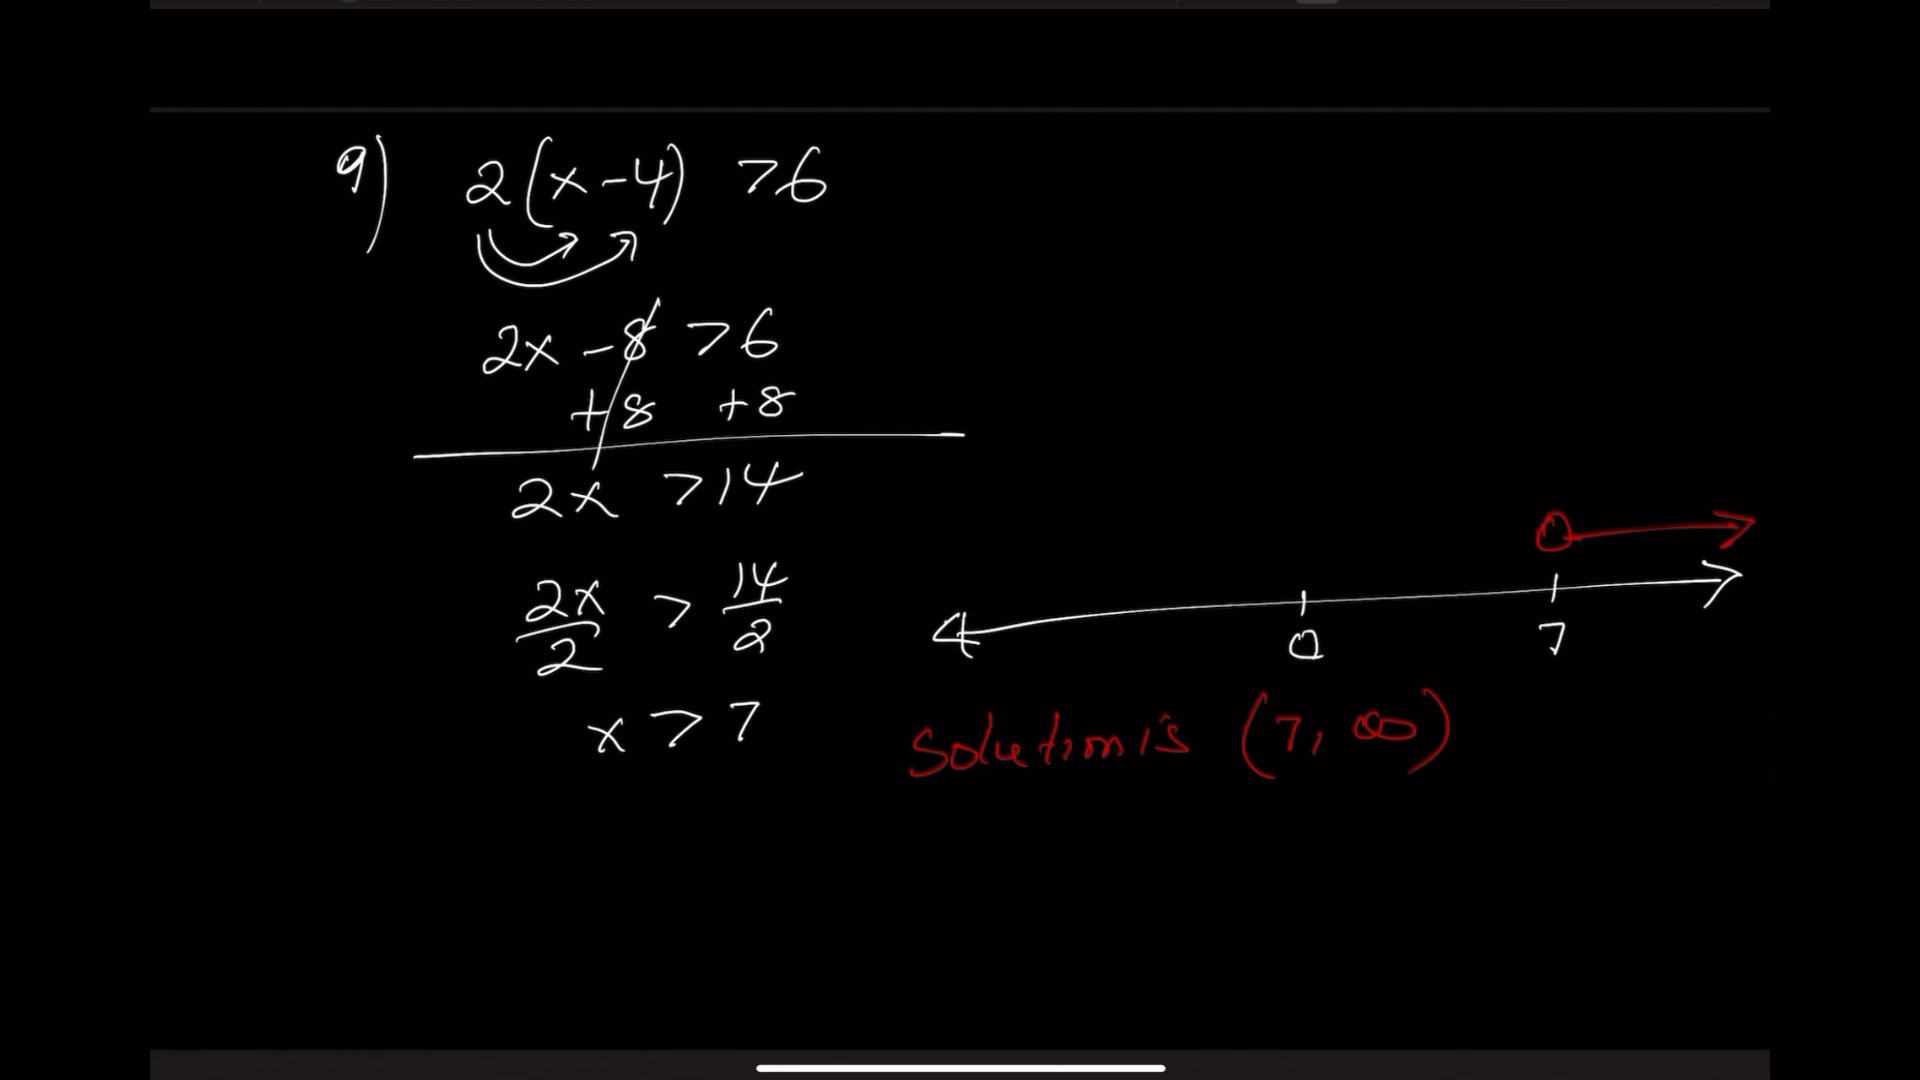 9) 2(x-4) >6
2x -8 >6
+8 +8
2x >14
2x/2 > 14/2
x > 7
0 7
Solution is (7, ∞)